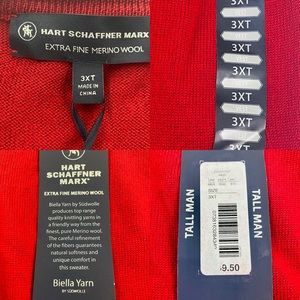 HART SCHAFFNER MARX
EXTRA FINE MERINO WOOL
3XT
MADE IN
CHINA
3XT
3XT
3XT
3XT
3XT
3XT
HART
SCHAFFNER
MARX®
EXTRA FINE MERINO WOOL
Biella Yarn by Südwolle
produces top range
quality knitting yarns in
a friendly way from the
finest, pure Merino wool.
The careful refinement
of the fibers guarantees
natural softness and
unique comfort in
this sweater.
Biella Yarn
BY SÜDWOLLE
TALL MAN
TALL MAN
SIZE
3XT
9.50